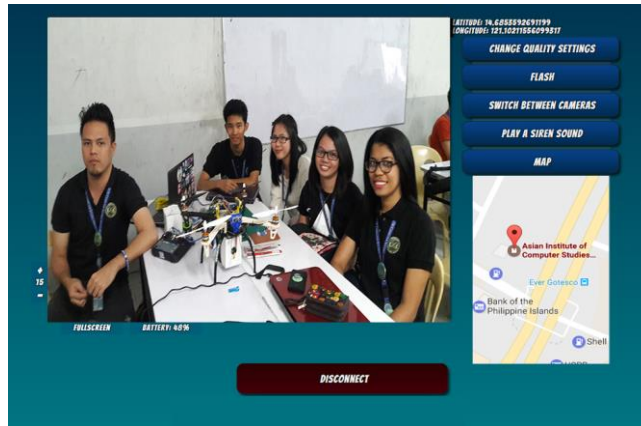 LATITUDE: 14.6853592691199
LONGITUDE: 121.10211556099317
CHANGE QUALITY SETTINGS
FLASH
SWITCH BETWEEN CAMERAS
PLAY A SIREN SOUND
MAP
Asian Institute of
Computer Studies...
Ever Gotesco
Bank of the
Philippine Islands
Shell
+
15
-
FULLSCREEN
BATTERY: 48%
DISCONNECT